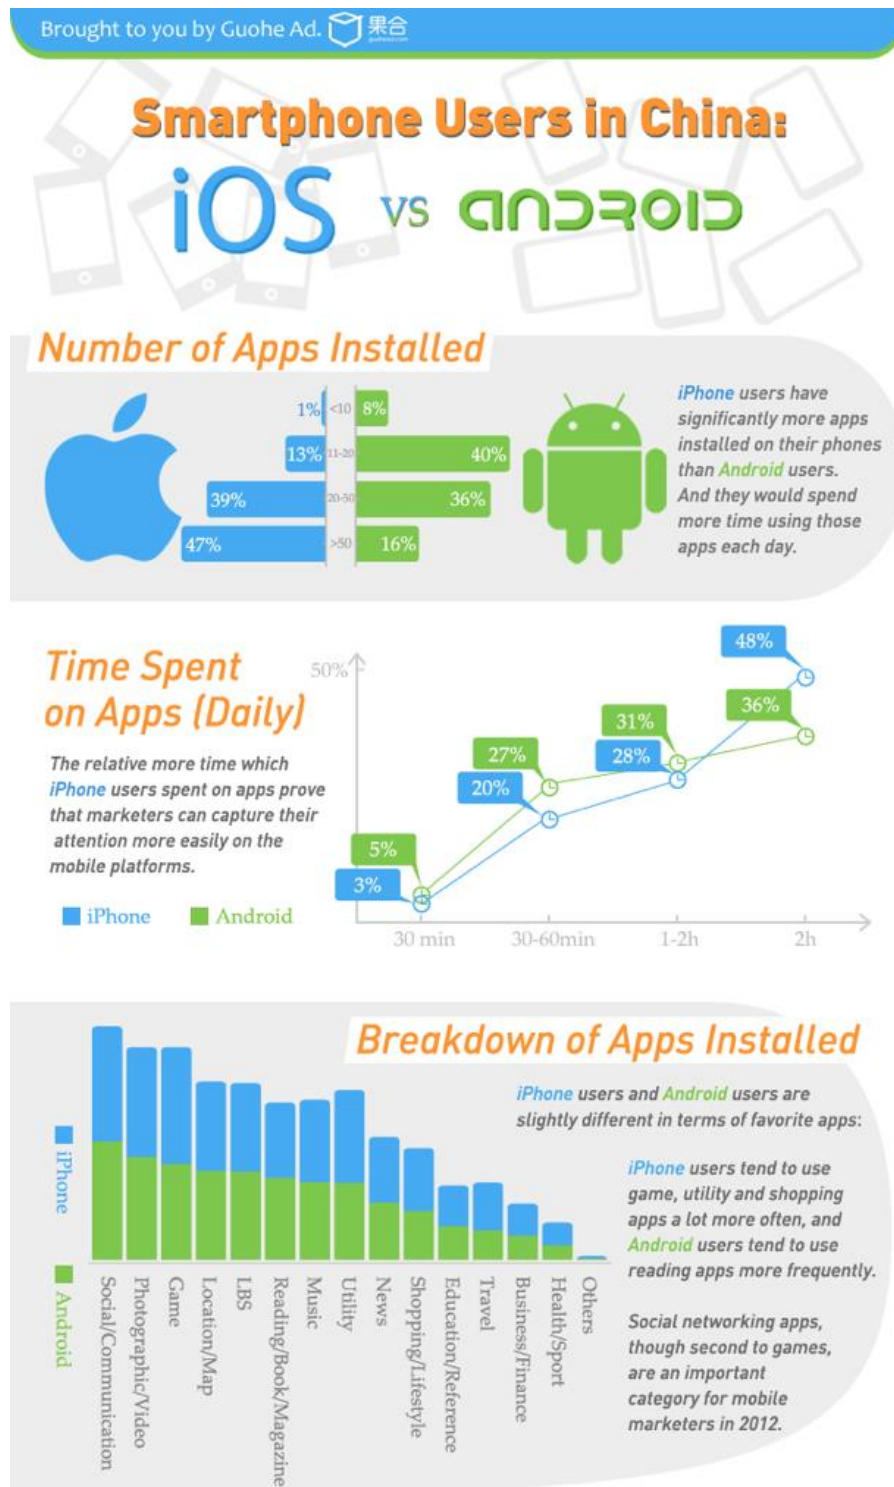 Brought to you by Guohe Ad. 果合
Smartphone Users in China:
iOS vs ANDROID
Number of Apps Installed
1% <10 8%
13% 11-20 40%
39% 20-50 36%
47% >50 16%
iPhone users have
significantly more apps
installed on their phones
than Android users.
And they would spend
more time using those
apps each day.
Time Spent
on Apps (Daily)
The relative more time which
iPhone users spent on apps prove
that marketers can capture their
attention more easily on the
mobile platforms.
iPhone Android
50%
48%
36%
31%
28%
27%
20%
5%
3%
30 min 30-60min 1-2h 2h
Breakdown of Apps Installed
iPhone users and Android users are
slightly different in terms of favorite apps:
iPhone users tend to use
game, utility and shopping
apps a lot more often, and
Android users tend to use
reading apps more frequently.
Social networking apps,
though second to games,
are an important
category for mobile
marketers in 2012.
iPhone
Android
Social/Communication
Photographic/Video
Game
Location/Map
LBS
Reading/Book/Magazine
Music
Utility
News
Shopping/Lifestyle
Education/Reference
Travel
Business/Finance
Health/Sport
Others